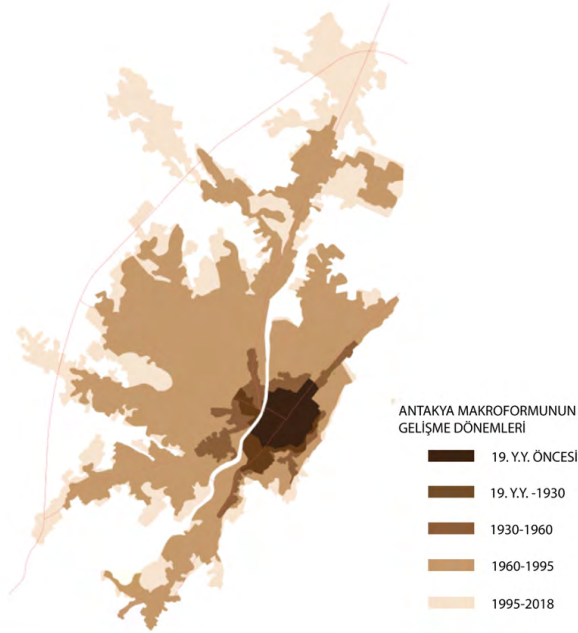 ANTAKYA MAKROFORMUNUN
GELİŞME DÖNEMLERİ
19. Y.Y. ÖNCESİ
19. Y.Y. -1930
1930-1960
1960-1995
1995-2018